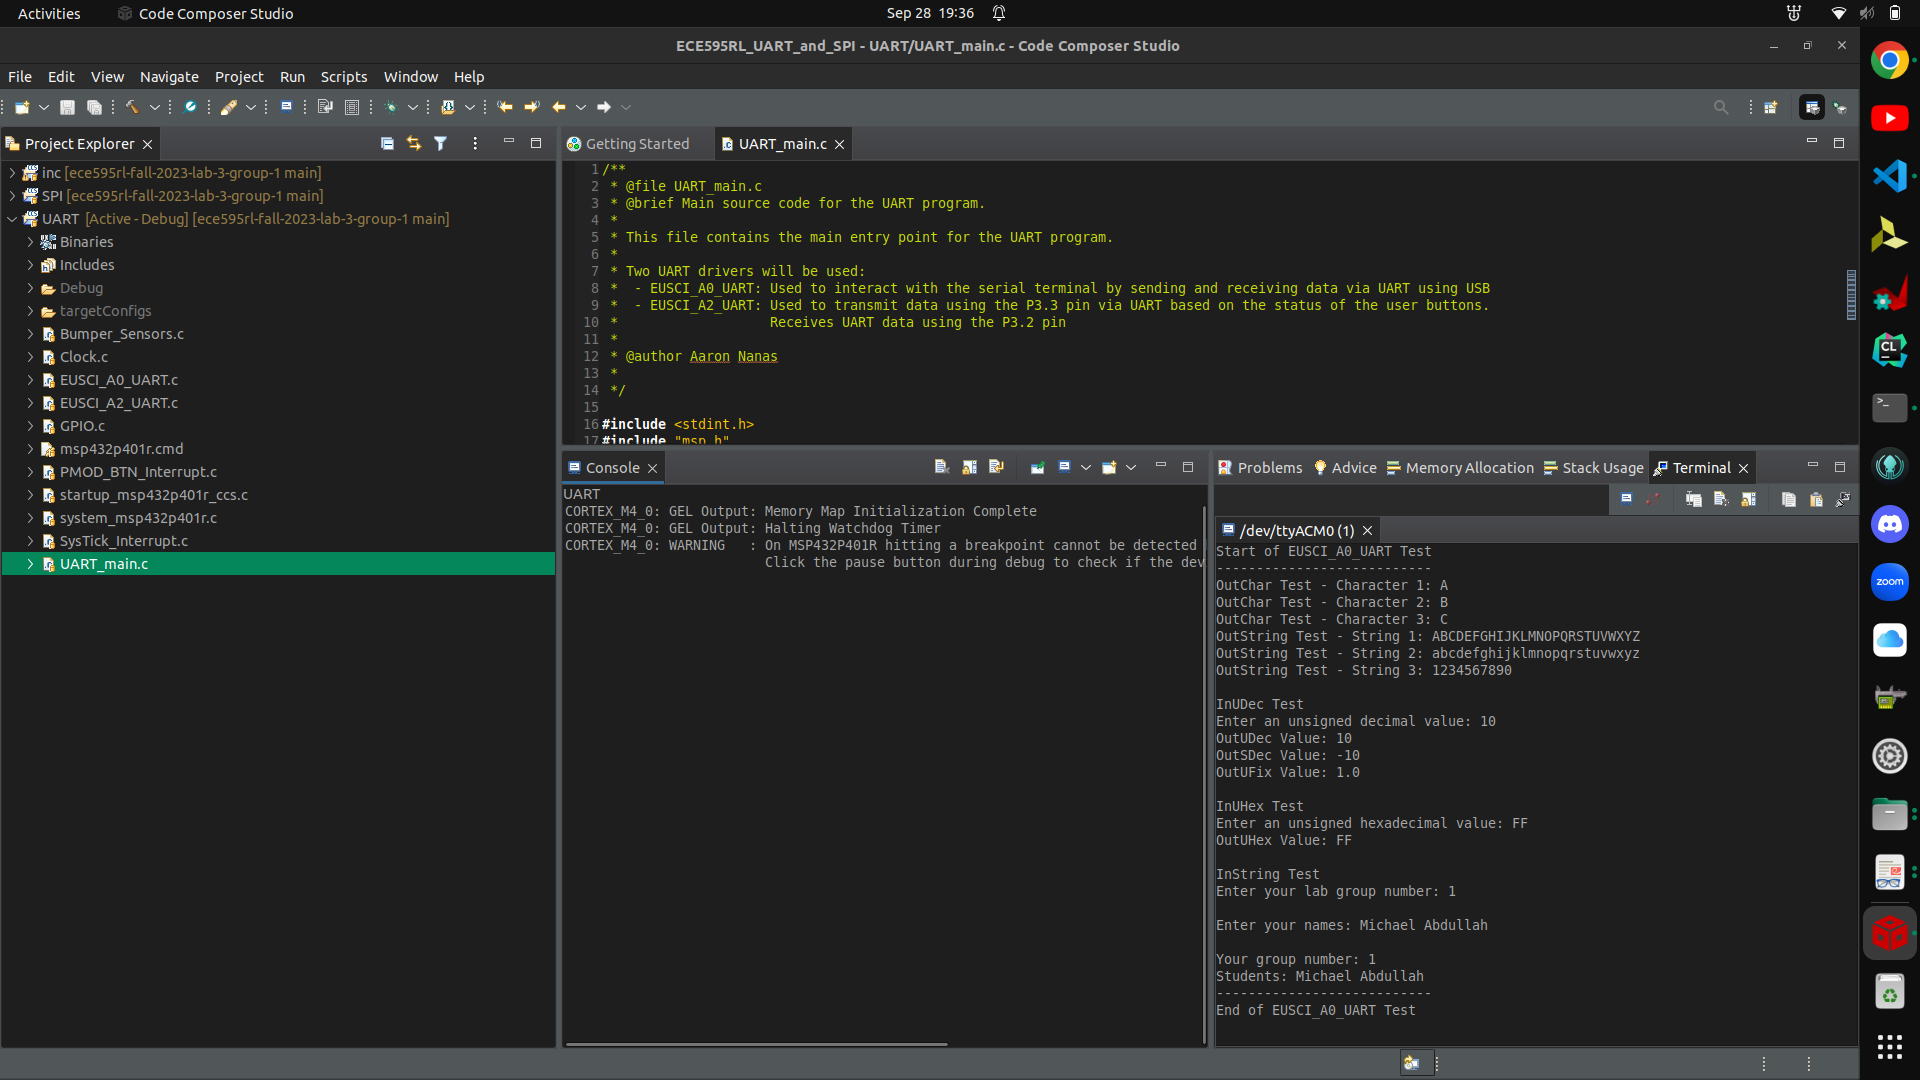 Activities
Code Composer Studio
Sep 28 19:36
ECE595RL_UART_and_SPI - UART/UART_main.c - Code Composer Studio
File Edit View Navigate Project Run Scripts Window Help
Project Explorer
inc [ece595rl-fall-2023-lab-3-group-1 main]
SPI [ece595rl-fall-2023-lab-3-group-1 main]
UART [Active - Debug] [ece595rl-fall-2023-lab-3-group-1 main]
Binaries
Includes
Debug
targetConfigs
Bumper_Sensors.c
Clock.c
EUSCI_A0_UART.c
EUSCI_A2_UART.c
GPIO.c
msp432p401r.cmd
PMOD_BTN_Interrupt.c
startup_msp432p401r_ccs.c
system_msp432p401r.c
SysTick_Interrupt.c
UART_main.c
Getting Started
UART_main.c
1 /**
2 * @file UART_main.c
3 * @brief Main source code for the UART program.
4 *
5 * This file contains the main entry point for the UART program.
6 *
7 * Two UART drivers will be used:
8 * - EUSCI_A0_UART: Used to interact with the serial terminal by sending and receiving data via UART using USB
9 * - EUSCI_A2_UART: Used to transmit data using the P3.3 pin via UART based on the status of the user buttons.
10 * Receives UART data using the P3.2 pin
11 *
12 * @author Aaron Nanas
13 *
14 */
15
16 #include <stdint.h>
17 #include "msp.h"
Console
UART
CORTEX_M4_0: GEL Output: Memory Map Initialization Complete
CORTEX_M4_0: GEL Output: Halting Watchdog Timer
CORTEX_M4_0: WARNING : On MSP432P401R hitting a breakpoint cannot be detected
Click the pause button during debug to check if the dev
Problems
Advice
Memory Allocation
Stack Usage
Terminal
/dev/ttyACM0 (1)
Start of EUSCI_A0_UART Test
---------------------------
OutChar Test - Character 1: A
OutChar Test - Character 2: B
OutChar Test - Character 3: C
OutString Test - String 1: ABCDEFGHIJKLMNOPQRSTUVWXYZ
OutString Test - String 2: abcdefghijklmnopqrstuvwxyz
OutString Test - String 3: 1234567890
InUDec Test
Enter an unsigned decimal value: 10
OutUDec Value: 10
OutSDec Value: -10
OutUFix Value: 1.0
InUHex Test
Enter an unsigned hexadecimal value: FF
OutUHex Value: FF
InString Test
Enter your lab group number: 1
Enter your names: Michael Abdullah
Your group number: 1
Students: Michael Abdullah
---------------------------
End of EUSCI_A0_UART Test
CL
>_
zoom